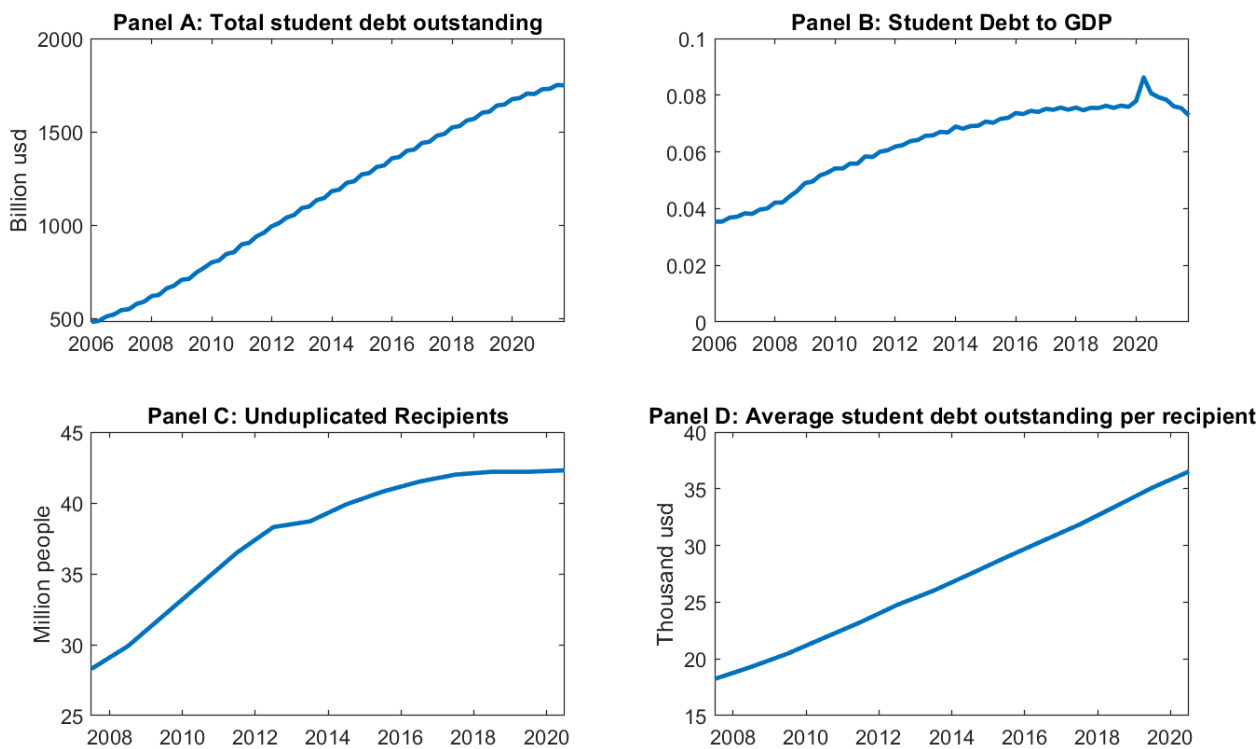 Panel A: Total student debt outstanding
2000
1500
1000
500
Billion usd
2006 2008 2010 2012 2014 2016 2018 2020
Panel B: Student Debt to GDP
0.1
0.08
0.06
0.04
0.02
0
2006 2008 2010 2012 2014 2016 2018 2020
Panel C: Unduplicated Recipients
45
40
35
30
25
Million people
2008 2010 2012 2014 2016 2018 2020
Panel D: Average student debt outstanding per recipient
40
35
30
25
20
15
Thousand usd
2008 2010 2012 2014 2016 2018 2020